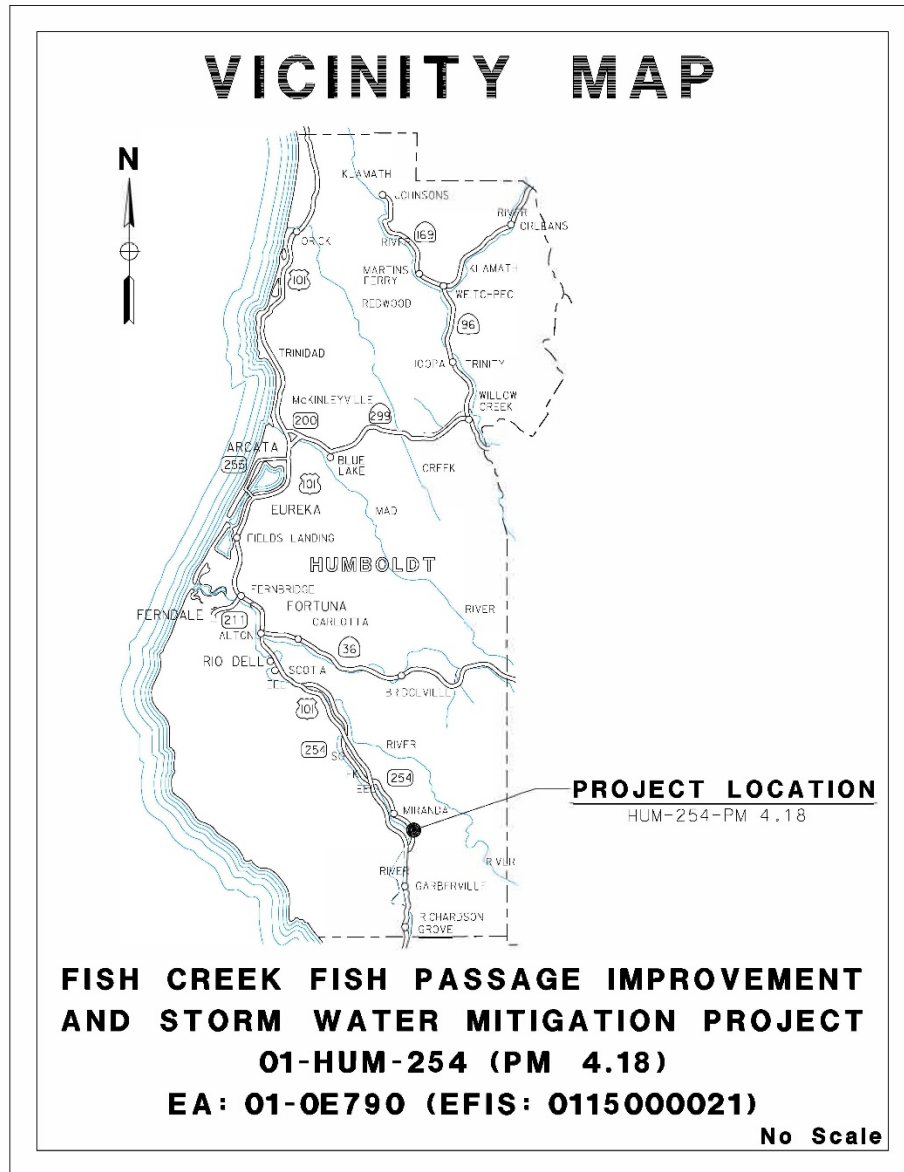 VICINITY MAP
N
KLAMATH
JOHNSONS
RIVER
ORLEANS
ORICK
169
RIVER
101
MARTINS
FERRY
KLAMATH
WEITCHPEC
REDWOOD
96
TRINIDAD
TRINITY
McKINLEYVILLE
WILLOW
CREEK
200
299
ARCATA
255
BLUE
LAKE
CREEK
101
EUREKA
MAD
FIELDS LANDING
HUMBOLDT
FERNBRIDGE
FERNDALE
FORTUNA
RIVER
211
CARLOTTA
ALTON
36
RIO DELL
SCOTIA
101
254
RIVER
254
MIRANDA
PROJECT LOCATION
HUM-254-PM 4.18
RIVER
RIVER
GARBERVILLE
RICHARDSON
GROVE
FISH CREEK FISH PASSAGE IMPROVEMENT
AND STORM WATER MITIGATION PROJECT
01-HUM-254 (PM 4.18)
EA: 01-0E790 (EFIS: 0115000021)
No Scale